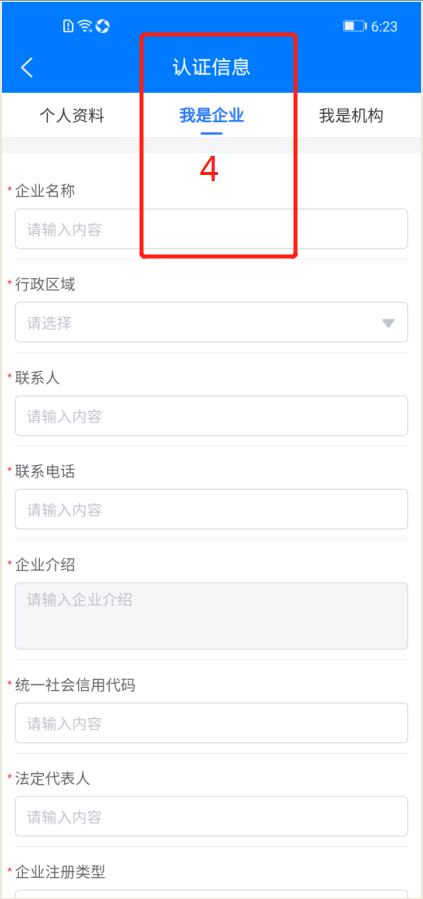 6:23
认证信息
个人资料 我是企业 我是机构
4
*企业名称
请输入内容
*行政区域
请选择
*联系人
请输入内容
*联系电话
请输入内容
*企业介绍
请输入企业介绍
*统一社会信用代码
请输入内容
*法定代表人
请输入内容
*企业注册类型